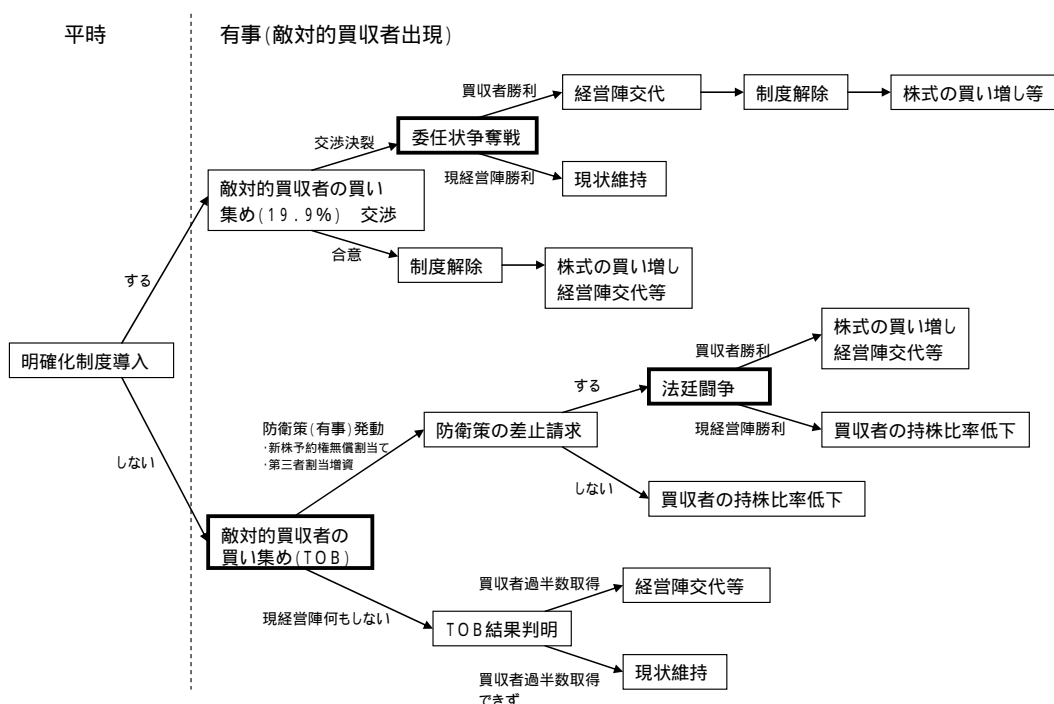 平時
有事(敵対的買収者出現)
買収者勝利
経営陣交代
制度解除
株式の買い増し等
交渉決裂
委任状争奪戦
現経営陣勝利
現状維持
敵対的買収者の買い
集め(19.9%) 交渉
合意
制度解除
株式の買い増し
経営陣交代等
する
明確化制度導入
しない
株式の買い増し
経営陣交代等
買収者勝利
する
法廷闘争
現経営陣勝利
買収者の持株比率低下
防衛策(有事)発動
・新株予約権無償割当て
・第三者割当増資
防衛策の差止請求
しない
買収者の持株比率低下
敵対的買収者の
買い集め(TOB)
現経営陣何もしない
買収者過半数取得
経営陣交代等
TOB結果判明
現状維持
買収者過半数取得
できず